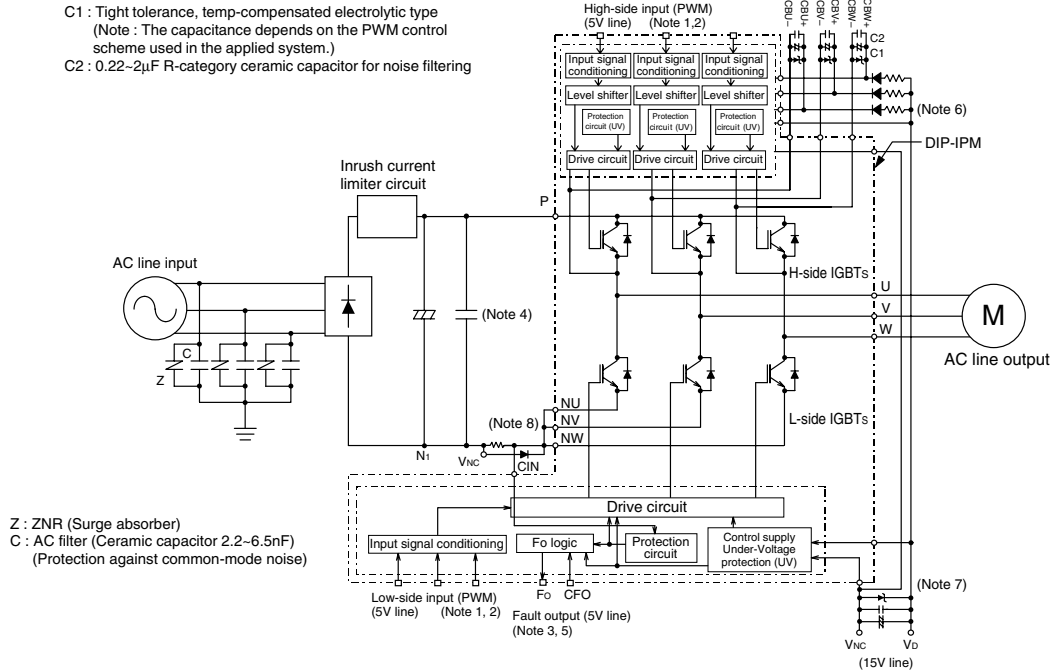 C1 : Tight tolerance, temp-compensated electrolytic type
(Note : The capacitance depends on the PWM control
scheme used in the applied system.)
C2 : 0.22~2μF R-category ceramic capacitor for noise filtering
High-side input (PWM)
(5V line) (Note 1,2)
CBU–
CBU+
CBV–
CBV+
CBW–
CBW+
C2
C1
Input signal conditioning
Input signal conditioning
Input signal conditioning
Level shifter
Level shifter
Level shifter
Protection circuit (UV)
Protection circuit (UV)
Protection circuit (UV)
Drive circuit
Drive circuit
Drive circuit
(Note 6)
DIP-IPM
Inrush current
limiter circuit
P
AC line input
(Note 4)
H-side IGBTs
U
V
W
M
AC line output
C
Z
NU
NV
NW
(Note 8)
L-side IGBTs
N1
VNC
CIN
Drive circuit
Z : ZNR (Surge absorber)
C : AC filter (Ceramic capacitor 2.2~6.5nF)
(Protection against common-mode noise)
Input signal conditioning
Fo logic
Protection
circuit
Control supply
Under-Voltage
protection (UV)
Low-side input (PWM)
(5V line) (Note 1, 2)
Fo
CFO
Fault output (5V line)
(Note 3, 5)
(Note 7)
VNC
VD
(15V line)